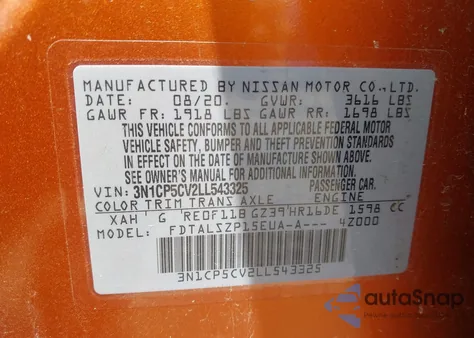 MANUFACTURED BY NISSAN MOTOR CO., LTD.
DATE: 08/20. GVWR: 3616 LBS
GAWR FR: 1918 LBS GAWR RR: 1698 LBS
THIS VEHICLE CONFORMS TO ALL APPLICABLE FEDERAL MOTOR
VEHICLE SAFETY, BUMPER AND THEFT PREVENTION STANDARDS
IN EFFECT ON THE DATE OF MANUFACTURE SHOWN ABOVE.
SEE OWNER'S MANUAL FOR ADDITIONAL INFORMATION.
VIN: 3N1CP5CV2LL543325 PASSENGER CAR.
COLOR TRIM TRANS AXLE ENGINE
XAH G RE0F11B GZ39 HR16DE 1598 CC
FDTALSZP15EUA-A--- 4Z000
3N1CP5CV2LL543325
autoSnap